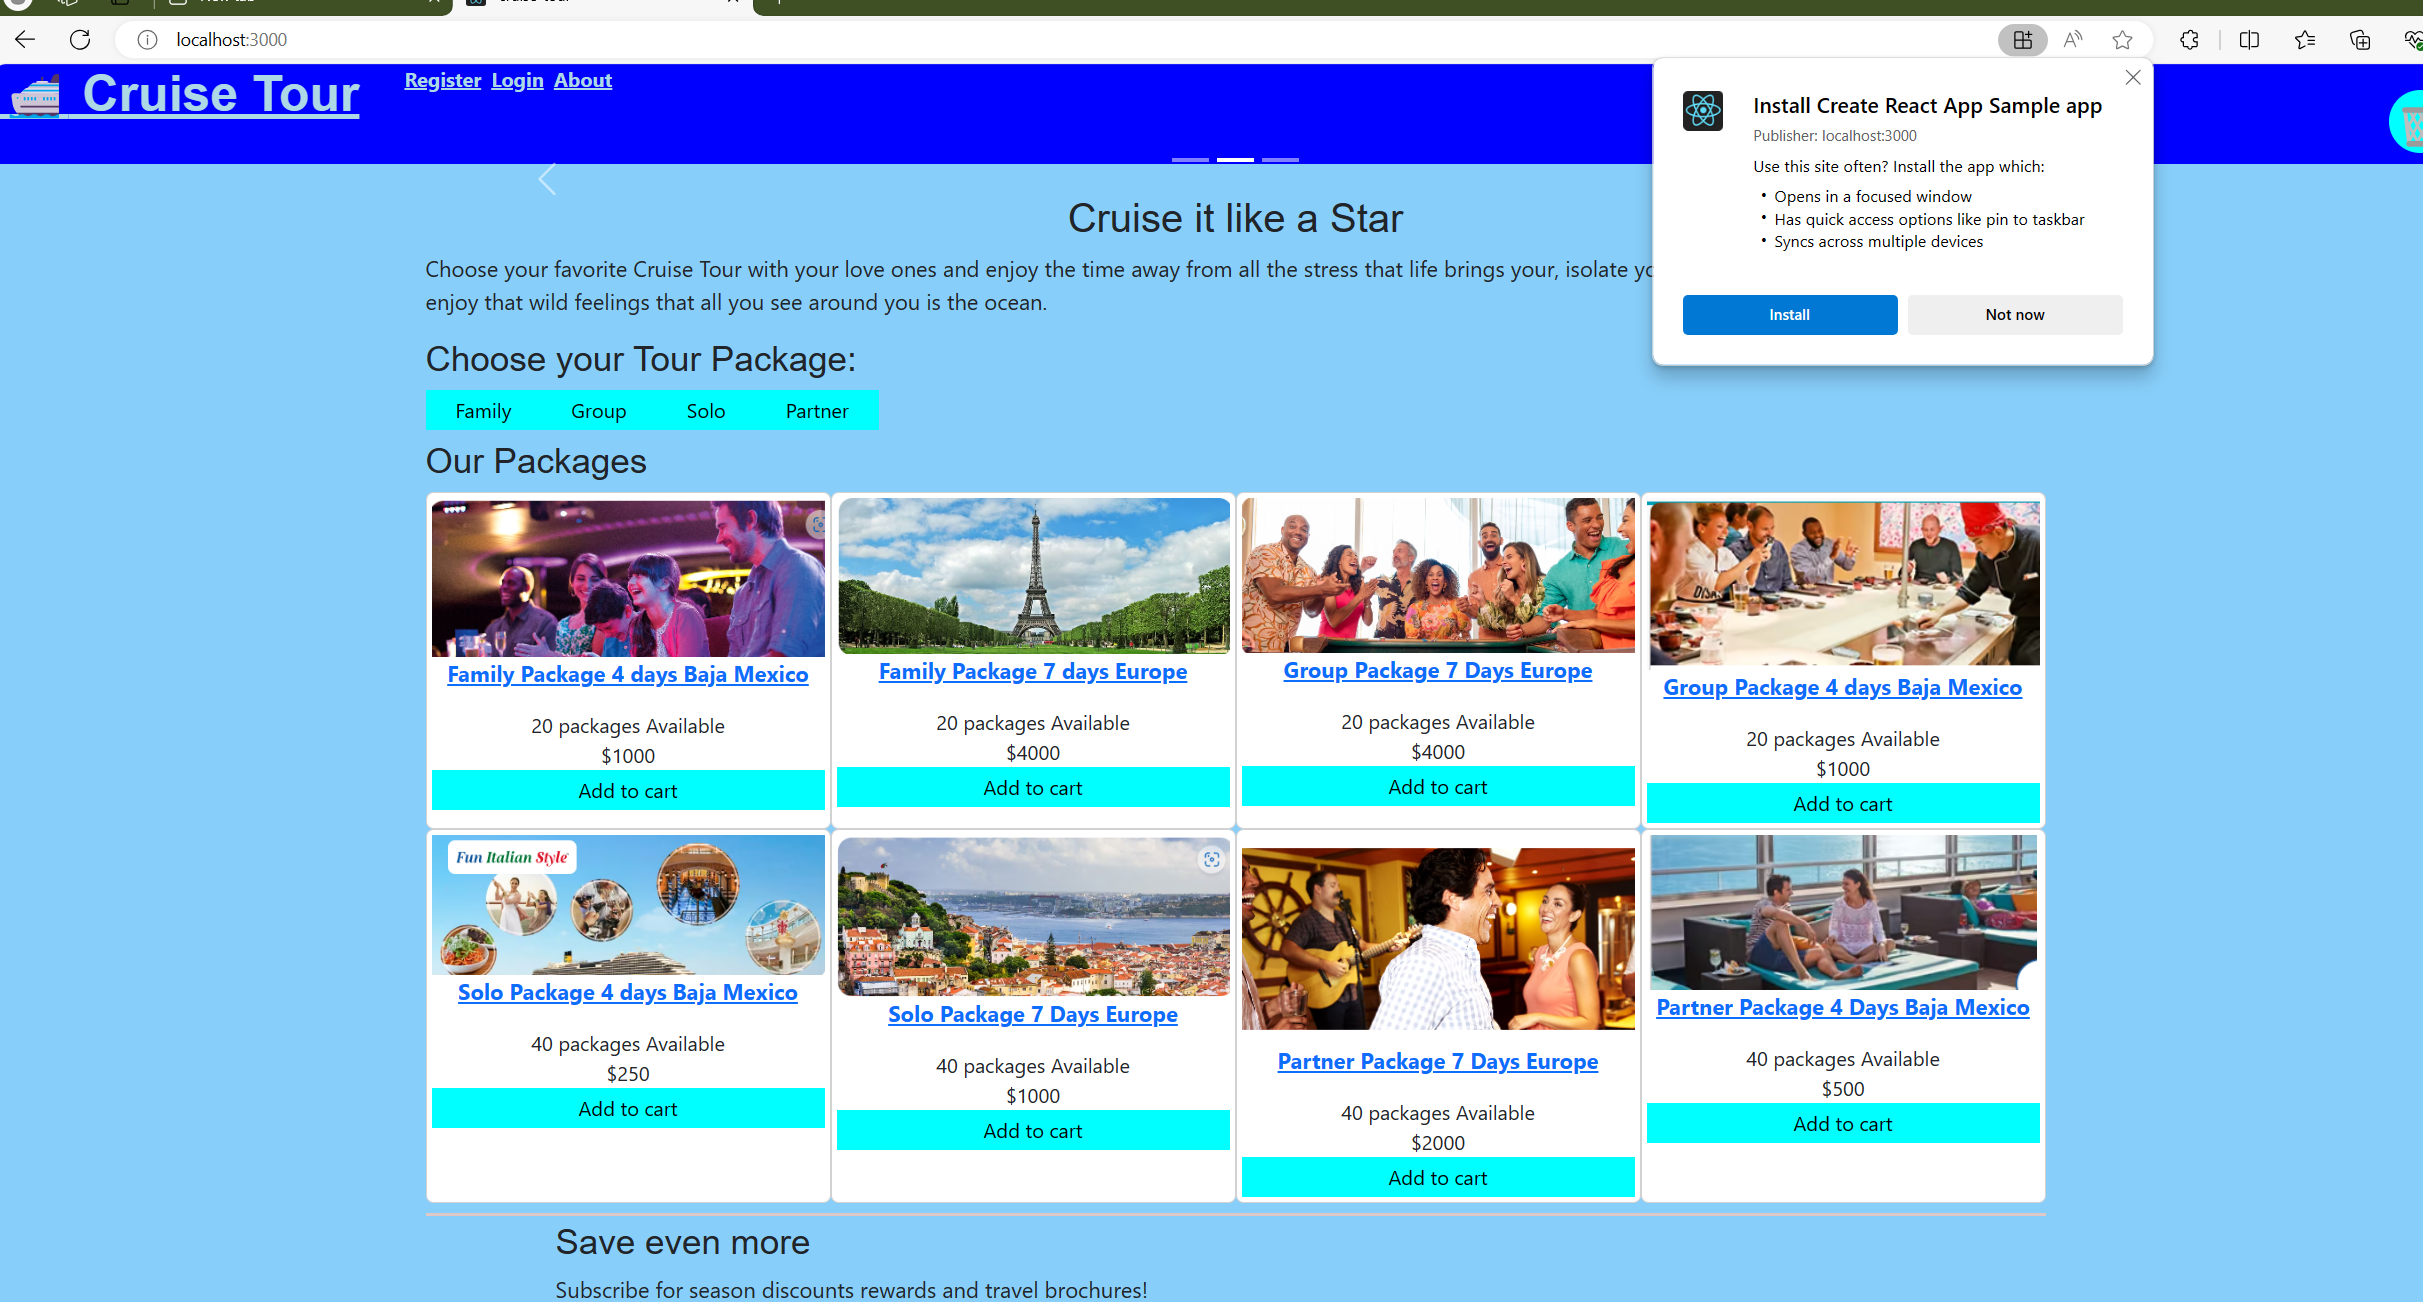 localhost:3000
Cruise Tour
Register Login About
Install Create React App Sample app
Publisher: localhost:3000
Use this site often? Install the app which:
• Opens in a focused window
• Has quick access options like pin to taskbar
• Syncs across multiple devices
Install
Not now
Cruise it like a Star
Choose your favorite Cruise Tour with your love ones and enjoy the time away from all the stress that life brings your, isolate
enjoy that wild feelings that all you see around you is the ocean.
Choose your Tour Package:
Family Group Solo Partner
Our Packages
Family Package 4 days Baja Mexico
20 packages Available
$1000
Add to cart
Family Package 7 days Europe
20 packages Available
$4000
Add to cart
Group Package 7 Days Europe
20 packages Available
$4000
Add to cart
Group Package 4 days Baja Mexico
20 packages Available
$1000
Add to cart
Fun Italian Style
Solo Package 4 days Baja Mexico
40 packages Available
$250
Add to cart
Solo Package 7 Days Europe
40 packages Available
$1000
Add to cart
Partner Package 7 Days Europe
40 packages Available
$2000
Add to cart
Partner Package 4 Days Baja Mexico
40 packages Available
$500
Add to cart
Save even more
Subscribe for season discounts rewards and travel brochures!